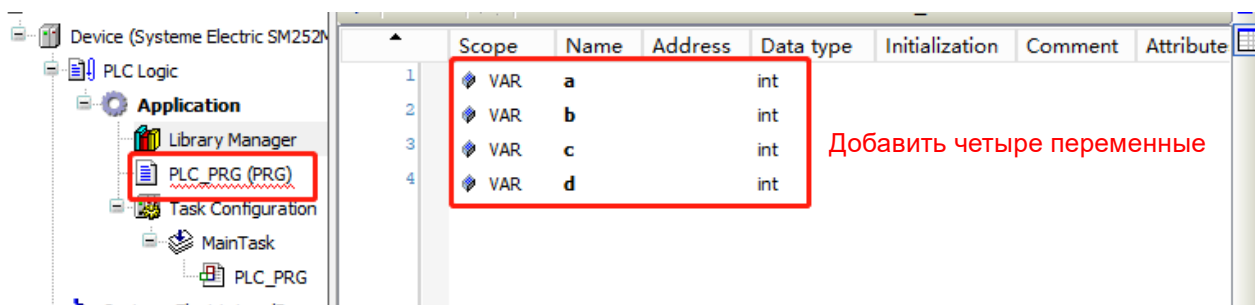 Device (Systeme Electric SM252M
PLC Logic
Application
Library Manager
PLC_PRG (PRG)
Task Configuration
MainTask
PLC_PRG
Scope Name Address Data type Initialization Comment Attribute
1 VAR a int
2 VAR b int
3 VAR c int
4 VAR d int
Добавить четыре переменные